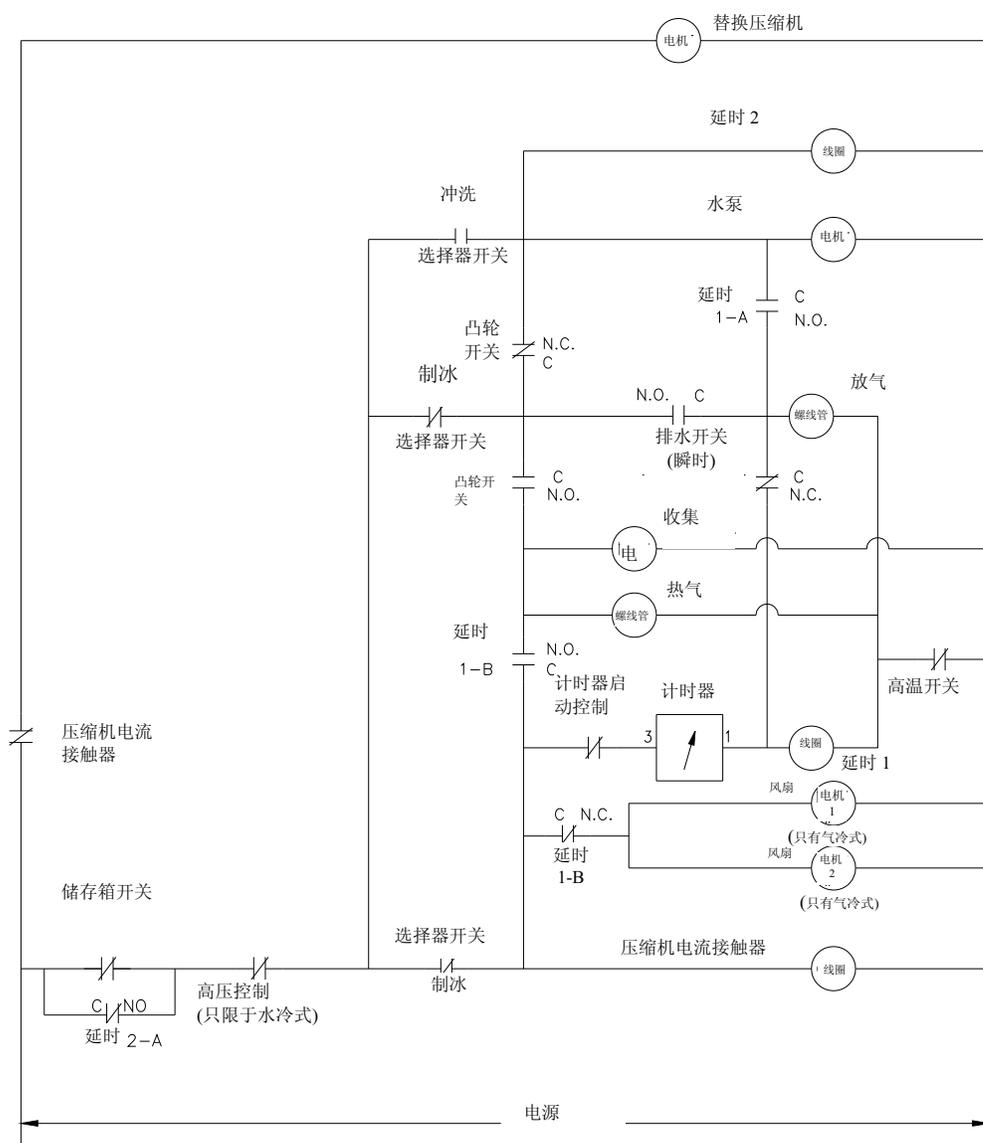 替换压缩机
电机
延时 2
线圈
冲洗
水泵
电机
选择器开关
延时
1-A
C
N.O.
凸轮
开关
N.C.
C
制冰
放气
N.O. C
螺线管
选择器开关
排水开关
(瞬时)
凸轮开
关
C
N.O.
C
N.C.
收集
电
热气
螺线管
延时
1-B
N.O.
C
计时器启
动控制
计时器
高温开关
压缩机电流
接触器
3
1
线圈
延时 1
风扇
电机
1
(只有气冷式)
C N.C.
延时
1-B
风扇
电机
2
(只有气冷式)
储存箱开关
选择器开关
压缩机电流接触器
线圈
制冰
高压控制
(只限于水冷式)
C NO
延时 2-A
电源